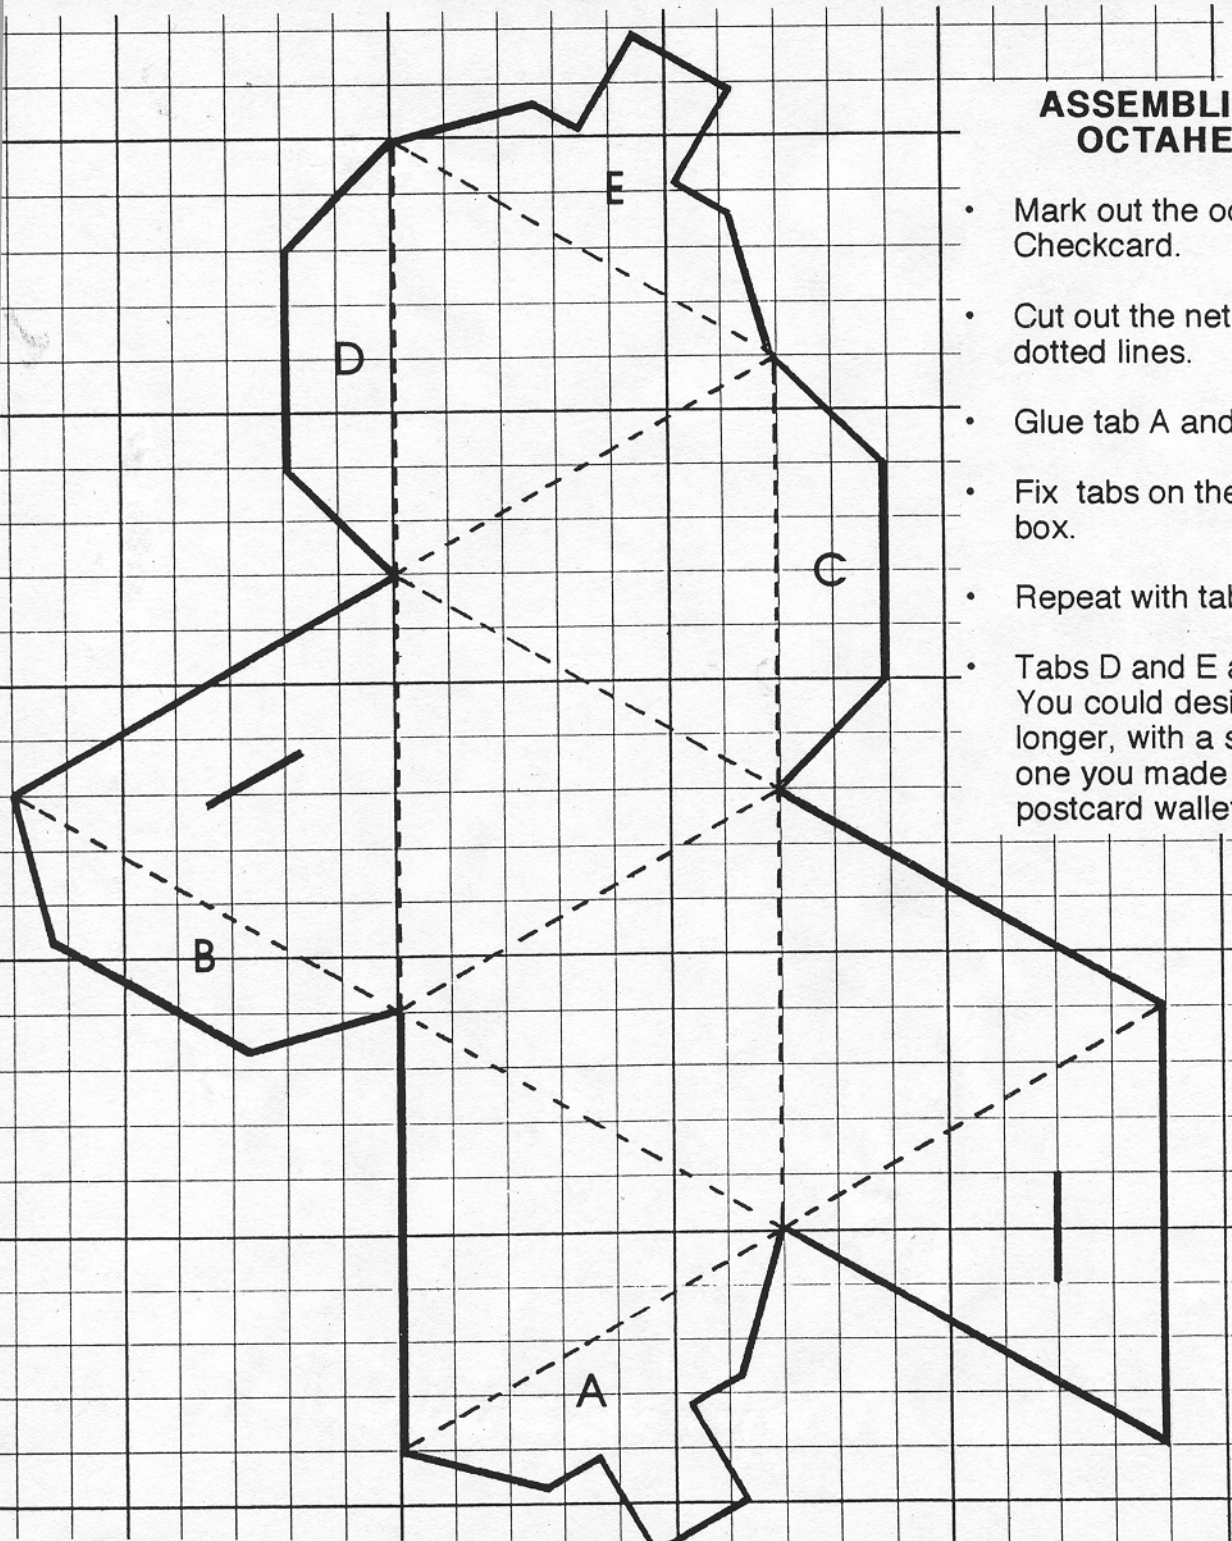 ASSEMBLI
OCTAHE
E
• Mark out the oc
Checkcard.
D
• Cut out the net
dotted lines.
• Glue tab A and
• Fix tabs on the
box.
C
• Repeat with tab
• Tabs D and E a
You could desi
longer, with a s
one you made
postcard walle
B
A